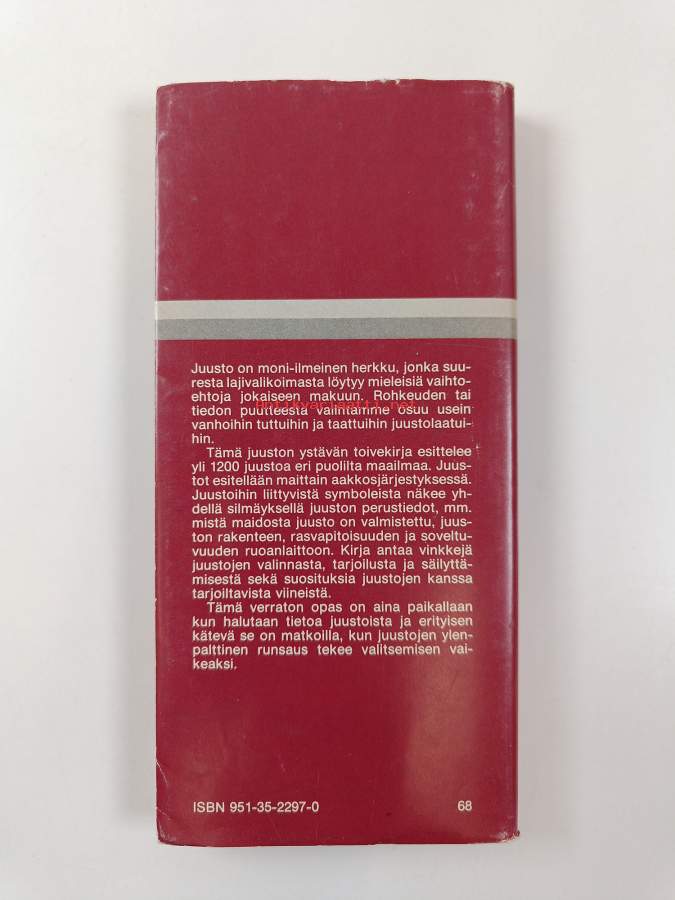 Juusto on moni-ilmeinen herkku, jonka suu-
resta lajivalikoimasta löytyy mieleisiä vaihto-
ehtoja jokaiseen makuun. Rohkeuden tai
Antikvariaatti.net
tiedon puutteesta valintamme osuu usein
vanhoihin tuttuihin ja taattuihin juustolaatui-
hin.
Tämä juuston ystävän toivekirja esittelee
yli 1200 juustoa eri puolilta maailmaa. Juus-
tot esitellään maittain aakkosjärjestyksessä.
Juustoihin liittyvistä symboleista näkee yh-
dellä silmäyksellä juuston perustiedot, mm.
mistä maidosta juusto on valmistettu, juus-
ton rakenteen, rasvapitoisuuden ja soveltu-
vuuden ruoanlaittoon. Kirja antaa vinkkejä
juustojen valinnasta, tarjoilusta ja säilyttä-
misestä sekä suosituksia juustojen kanssa
tarjoiltavista viineistä.
Tämä verraton opas on aina paikallaan
kun halutaan tietoa juustoista ja erityisen
kätevä se on matkoilla, kun juustojen ylen-
palttinen runsaus tekee valitsemisen vai-
keaksi.
ISBN 951-35-2297-0 68